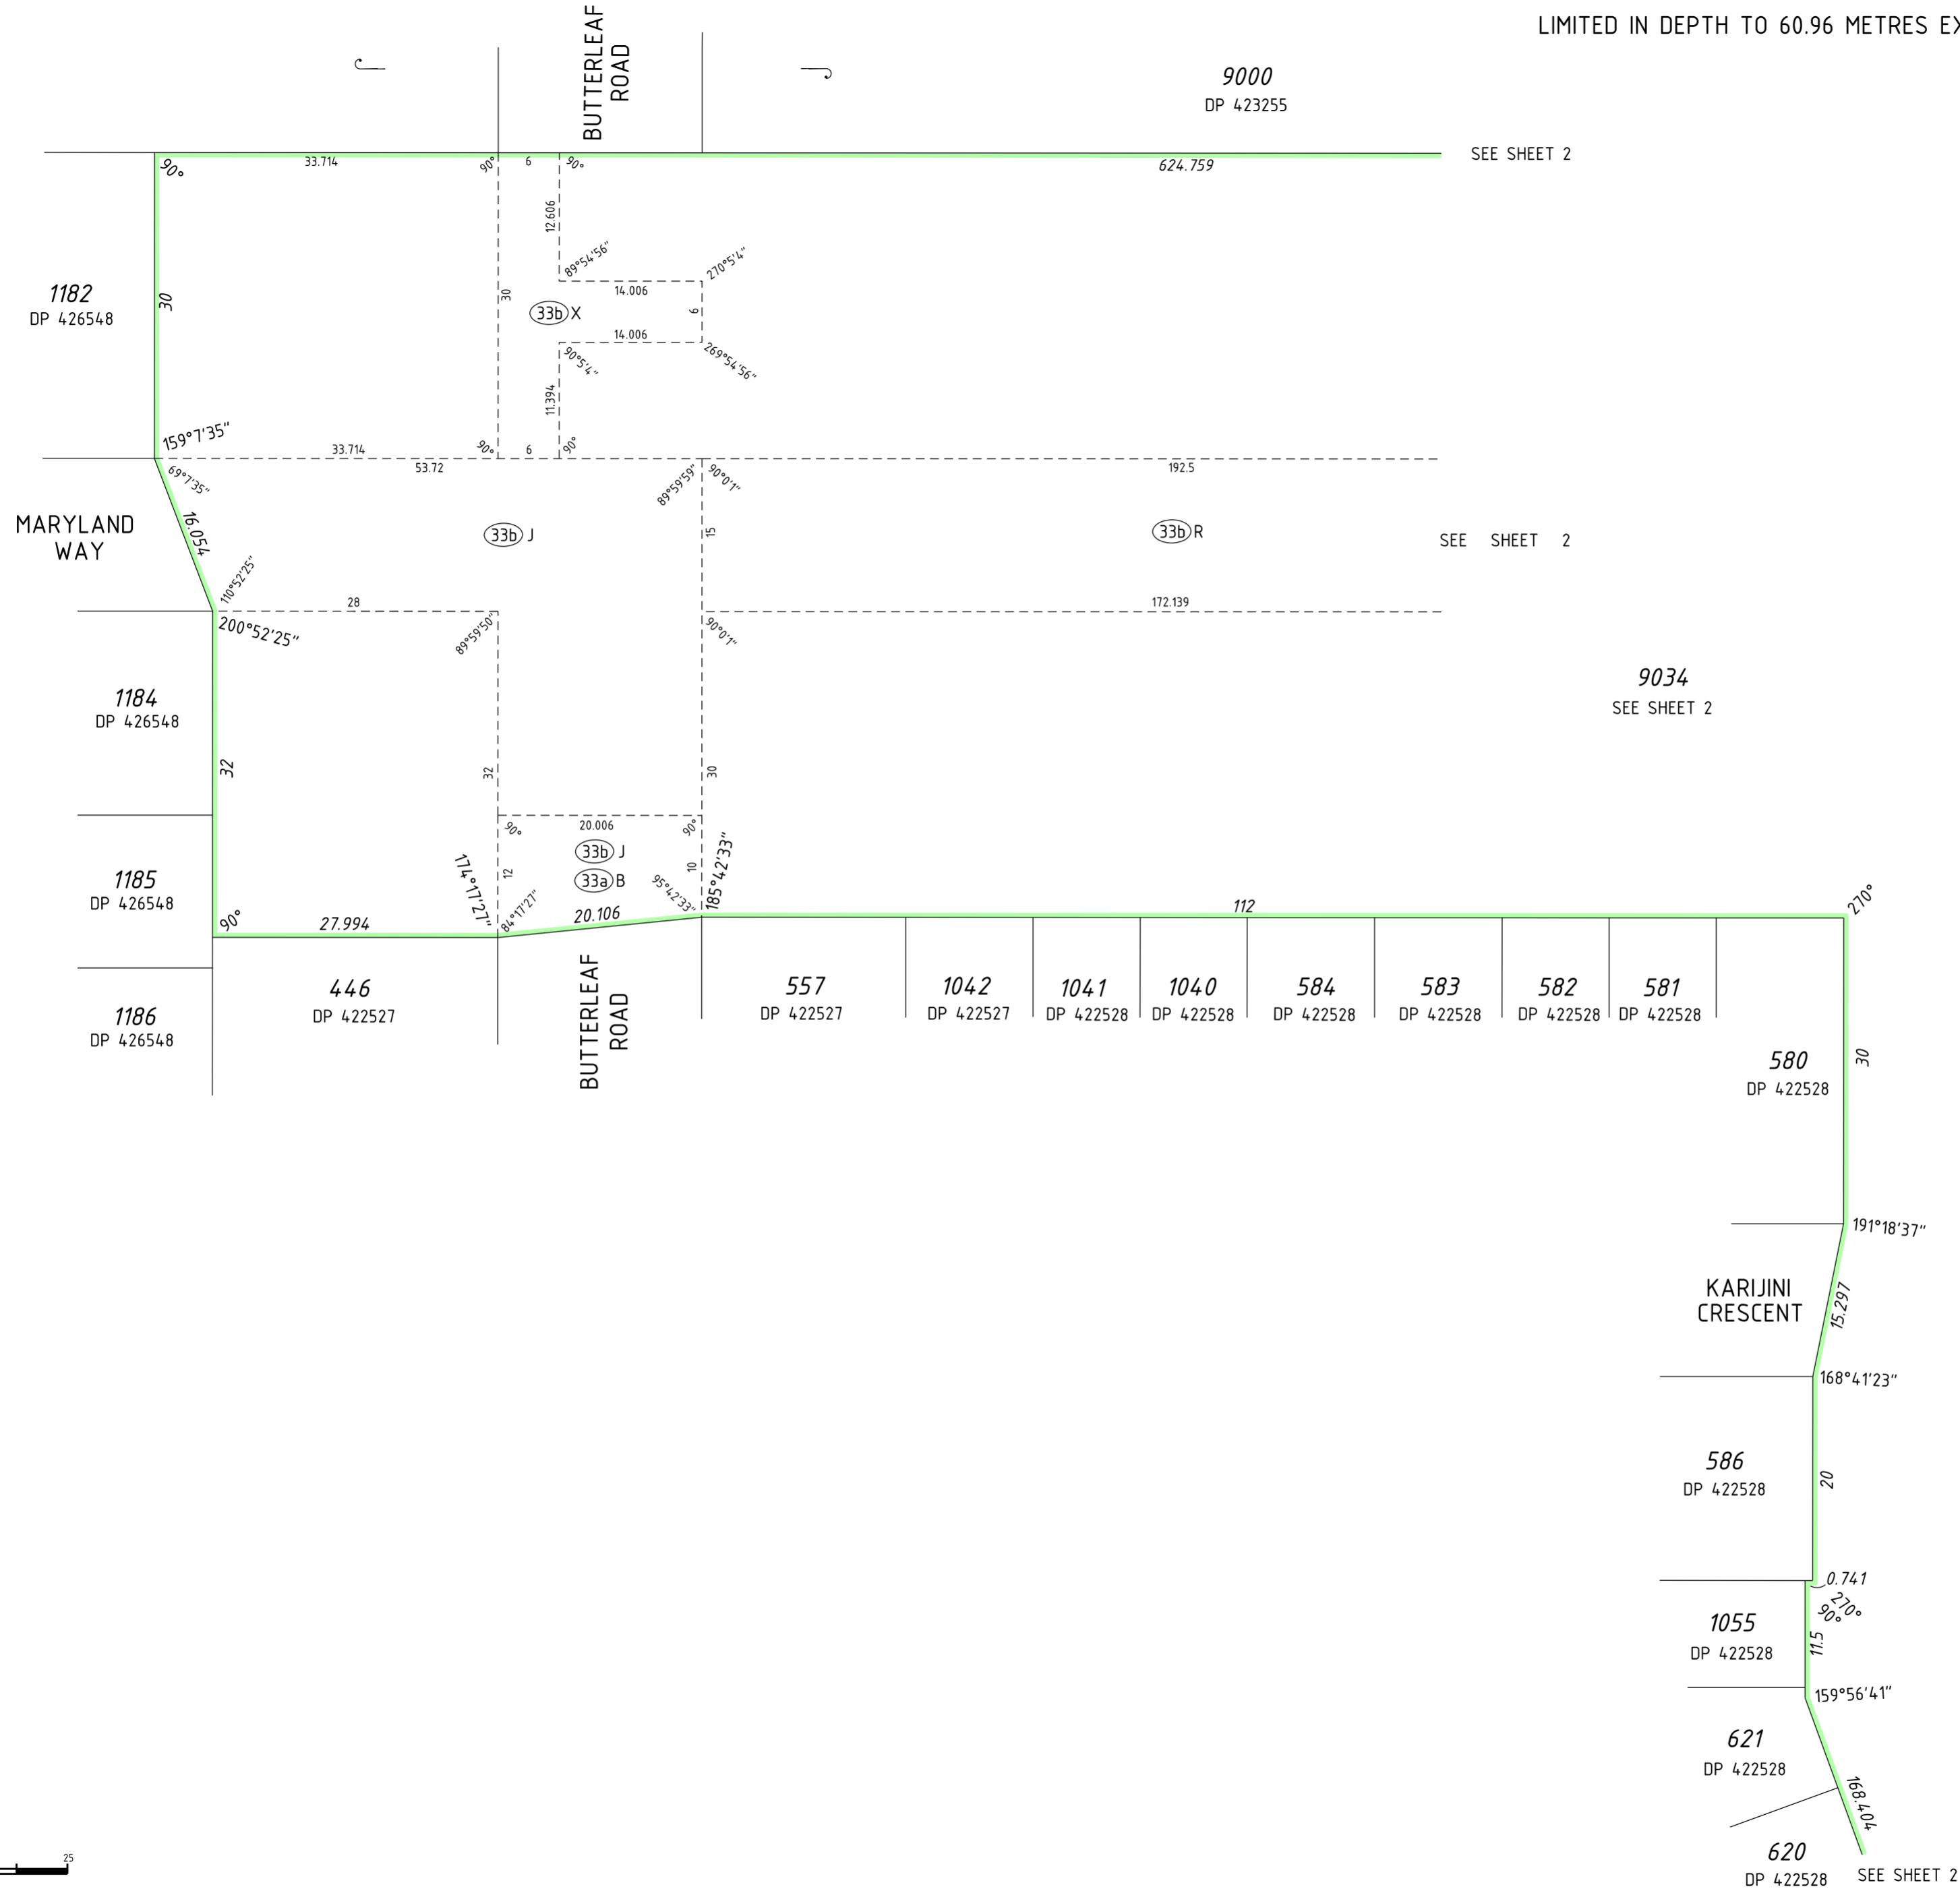 LIMITED IN DEPTH TO 60.96 METRES EX
BUTTERLEAF
ROAD
9000
DP 423255
SEE SHEET 2
90°
33.714
90°
6
90°
624.759
12.606
89°54'56"
270°5'4"
14.006
1182
DP 426548
30
30
33b X
6
14.006
90°5'4"
269°54'56"
11.394
159°7'35"
33.714
90°
6
90°
53.72
192.5
69°7'35"
89°59'59"
90°0'1"
MARYLAND
WAY
16.054
33b J
15
33b R
SEE SHEET 2
110°52'25"
28
172.139
200°52'25"
89°59'50"
90°0'1"
9034
SEE SHEET 2
1184
DP 426548
32
32
30
20.006
90°
90°
33b J
33a B
1185
DP 426548
12
10
174°17'27"
84°17'27"
95°42'33"
185°42'33"
90°
27.994
20.106
112
270°
446
DP 422527
BUTTERLEAF
ROAD
557
DP 422527
1042
DP 422527
1041
DP 422528
1040
DP 422528
584
DP 422528
583
DP 422528
582
DP 422528
581
DP 422528
1186
DP 426548
580
DP 422528
30
191°18'37"
KARIJINI
CRESCENT
15.297
168°41'23"
586
DP 422528
20
0.741
270°
90°
1055
DP 422528
11.5
159°56'41"
621
DP 422528
168.404
620
DP 422528
SEE SHEET 2
25